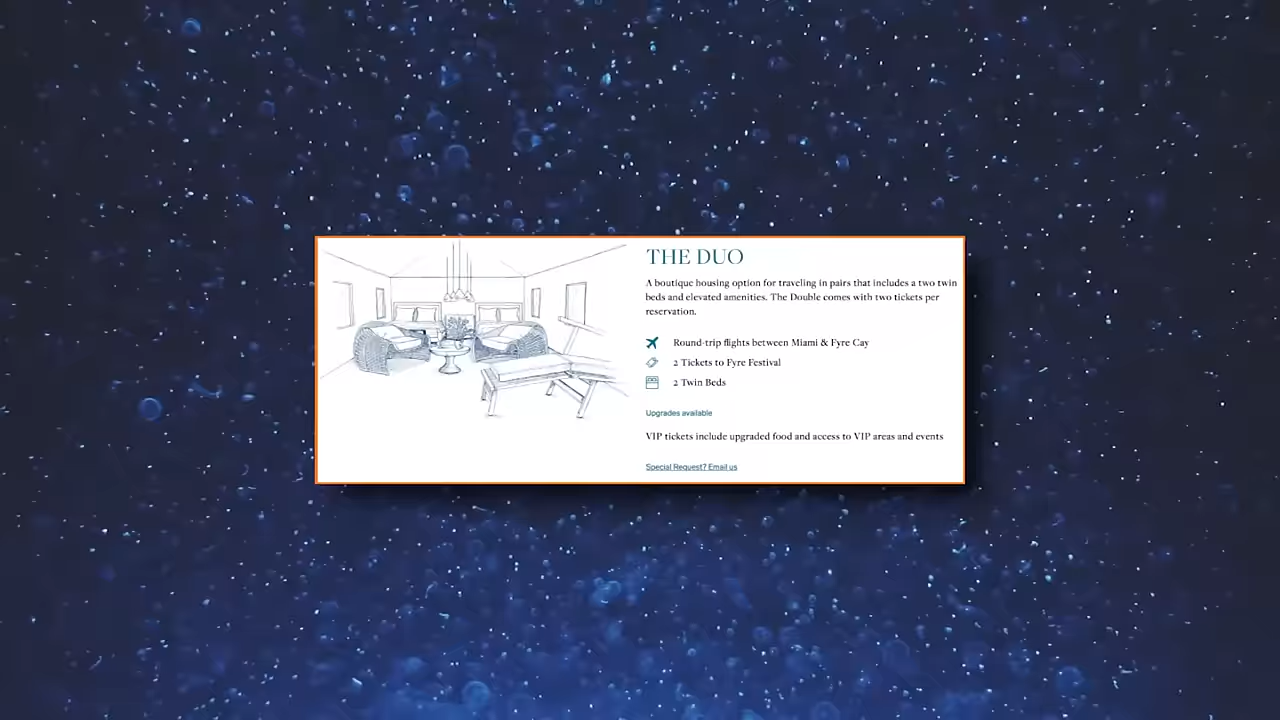 THE DUO
A boutique housing option for traveling in pairs that includes a two twin
beds and elevated amenities. The Double comes with two tickets per
reservation.
Round-trip flights between Miami & Fyre Cay
2 Tickets to Fyre Festival
2 Twin Beds
Upgrades available
VIP tickets include upgraded food and access to VIP areas and events
Special Request? Email us